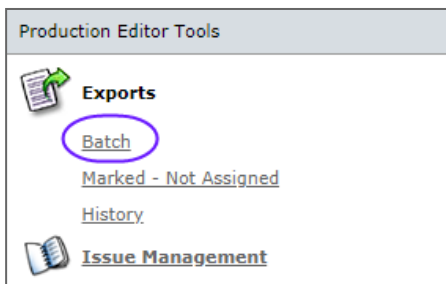 Production Editor Tools
Exports
Batch
Marked - Not Assigned
History
Issue Management